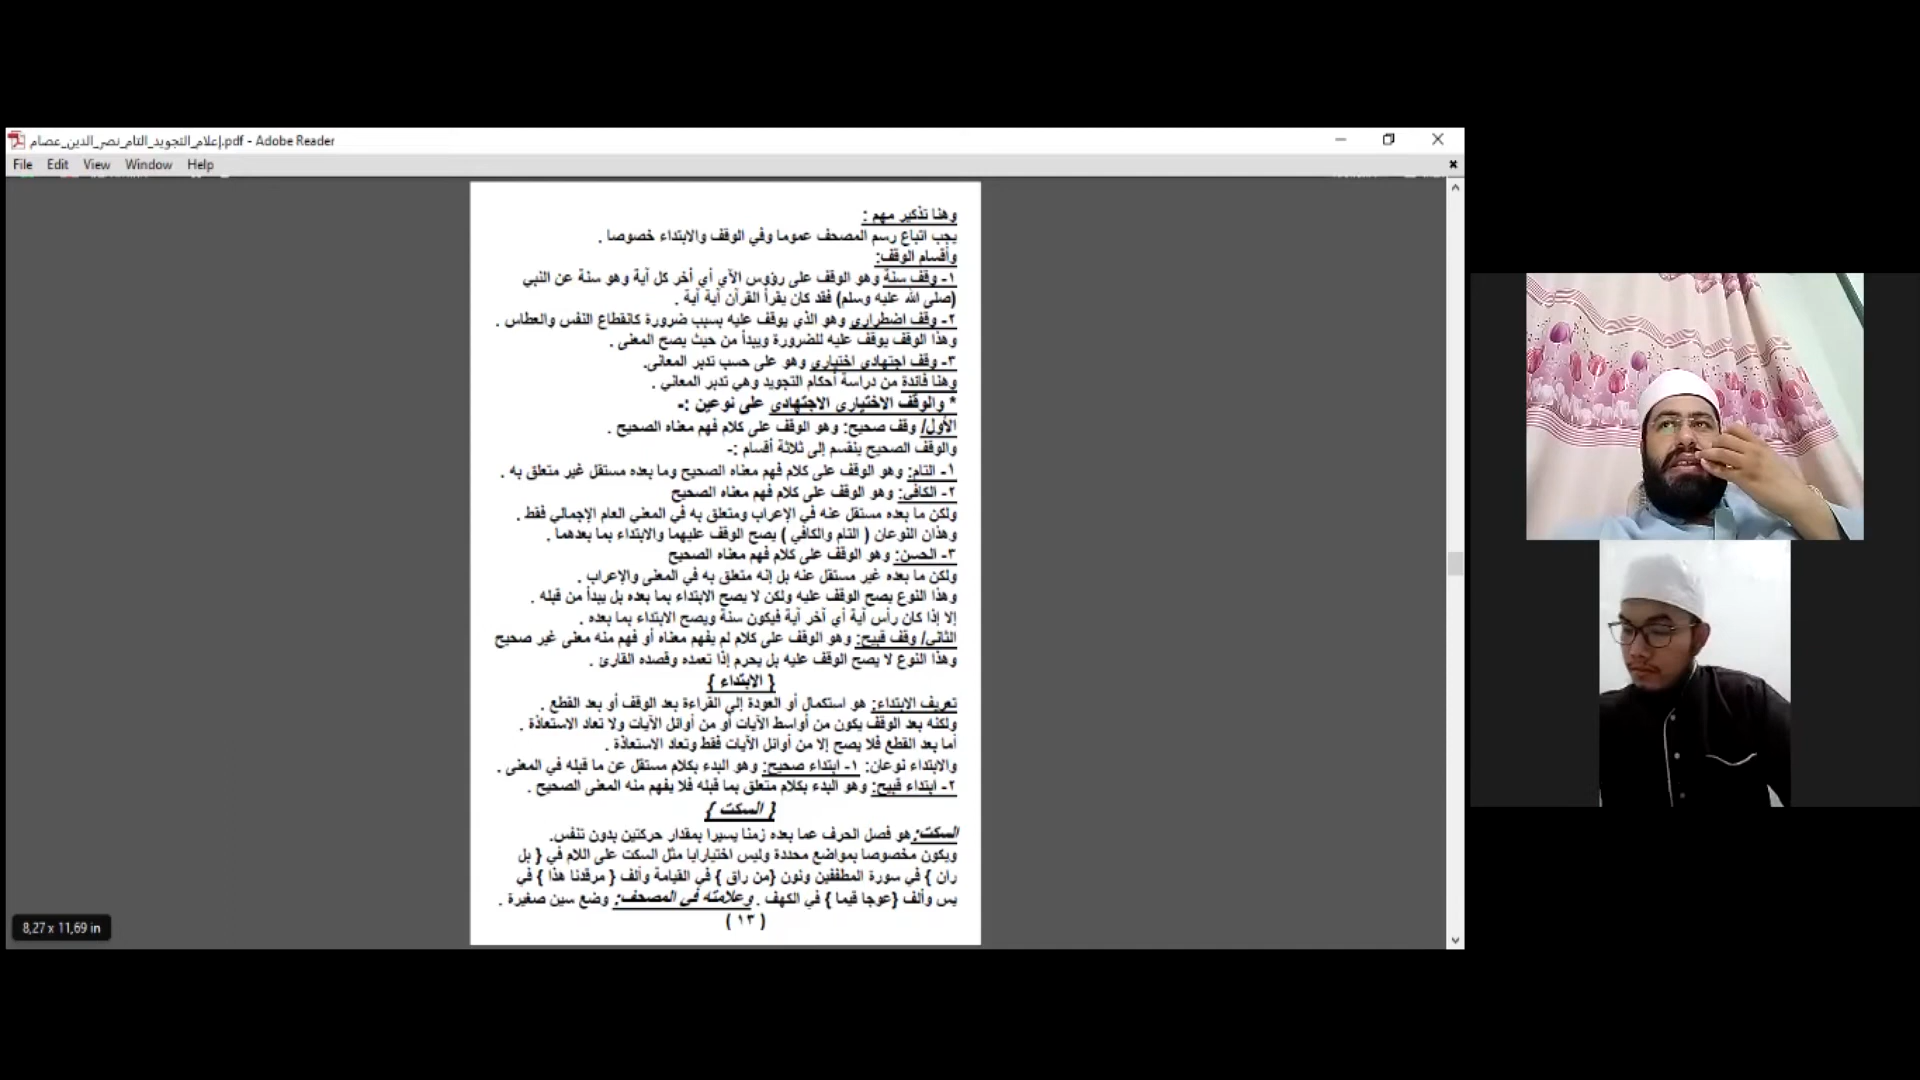 إعلام_التجويد_التام_نصر_الدين_عصام.pdf - Adobe Reader
File Edit View Window Help
وهنا تذكير مهم :
يجب اتباع رسم المصحف عموما وفي الوقف والابتداء خصوصا .
وأقسام الوقف:
١- وقف سنة وهو الوقف على رؤوس الآي أي أخر كل آية وهو سنة عن النبي
(صلى الله عليه وسلم) فقد كان يقرأ القرآن آية آية .
٢- وقف اضطراري وهو الذي يوقف عليه بسبب ضرورة كانقطاع النفس والعطاس .
وهذا الوقف يوقف عليه للضرورة ويبدأ من حيث يصح المعنى .
٣- وقف اجتهادي اختياري وهو على حسب تدبر المعانى.
وهنا فائدة من دراسة أحكام التجويد وهي تدبر المعاني .
* والوقف الاختياري الاجتهادي على نوعين :-
الأول/ وقف صحيح: وهو الوقف على كلام فهم معناه الصحيح .
والوقف الصحيح ينقسم إلى ثلاثة أقسام :-
١- التام: وهو الوقف على كلام فهم معناه الصحيح وما بعده مستقل غير متعلق به .
٢- الكافي: وهو الوقف على كلام فهم معناه الصحيح
ولكن ما بعده مستقل عنه في الإعراب ومتعلق به في المعني العام الإجمالي فقط .
وهذان النوعان ( التام والكافي ) يصح الوقف عليهما والابتداء بما بعدهما .
٣- الحسن: وهو الوقف على كلام فهم معناه الصحيح
ولكن ما بعده غير مستقل عنه بل إنه متعلق به في المعنى والإعراب .
وهذا النوع يصح الوقف عليه ولكن لا يصح الابتداء بما بعده بل يبدأ من قبله .
إلا إذا كان رأس آية أي آخر آية فيكون سنة ويصح الابتداء بما بعده .
الثاني/ وقف قبيح: وهو الوقف على كلام لم يفهم معناه أو فهم منه معنى غير صحيح
وهذا النوع لا يصح الوقف عليه بل يحرم إذا تعمده وقصده القارئ .
{ الابتداء }
تعريف الابتداء: هو استكمال أو العودة إلى القراءة بعد الوقف أو بعد القطع .
ولكنه بعد الوقف يكون من أواسط الآيات أو من أوائل الآيات ولا تعاد الاستعاذة .
أما بعد القطع فلا يصح إلا من أوائل الآيات فقط وتعاد الاستعاذة .
والابتداء نوعان: ١- ابتداء صحيح: وهو البدء بكلام مستقل عن ما قبله في المعنى .
٢- ابتداء قبيح: وهو البدء بكلام متعلق بما قبله فلا يفهم منه المعنى الصحيح .
{ السكت }
السكت: هو فصل الحرف عما بعده زمنا يسيرا بمقدار حركتين بدون تنفس.
ويكون مخصوصا بمواضع محددة وليس اختياريا مثل السكت على اللام في { بل
ران } في سورة المطففين ونون {من راق } في القيامة وألف { مرقدنا هذا } في
يس وألف {عوجا قيما } في الكهف . وعلامته في المصحف: وضع سين صغيرة .
( ١٣ )
8,27 x 11,69 in